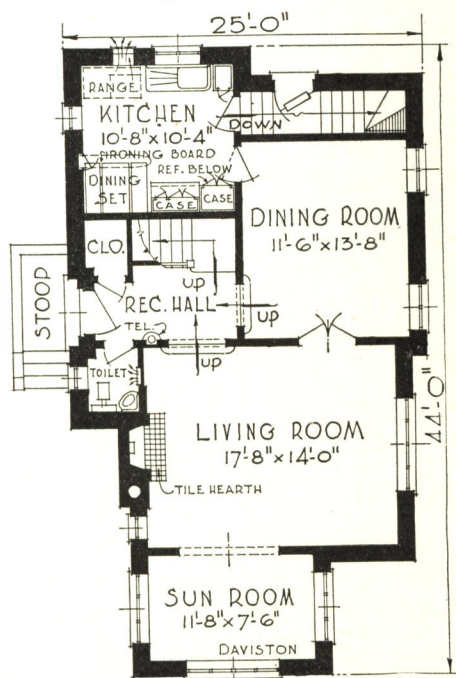 25'-0"
RANGE
KITCHEN
10'-8"x10'-4"
DOWN
IRONING BOARD
REF. BELOW
DINING
SET
CASE
CASE
DINING ROOM
11'-6"x13'-8"
CLO.
UP
STOOP
REC. HALL
UP
TEL.
UP
TOILET
44'-0"
LIVING ROOM
17'-8"x14'-0"
TILE HEARTH
SUN ROOM
11'-8"x7'-6"
DAVISTON